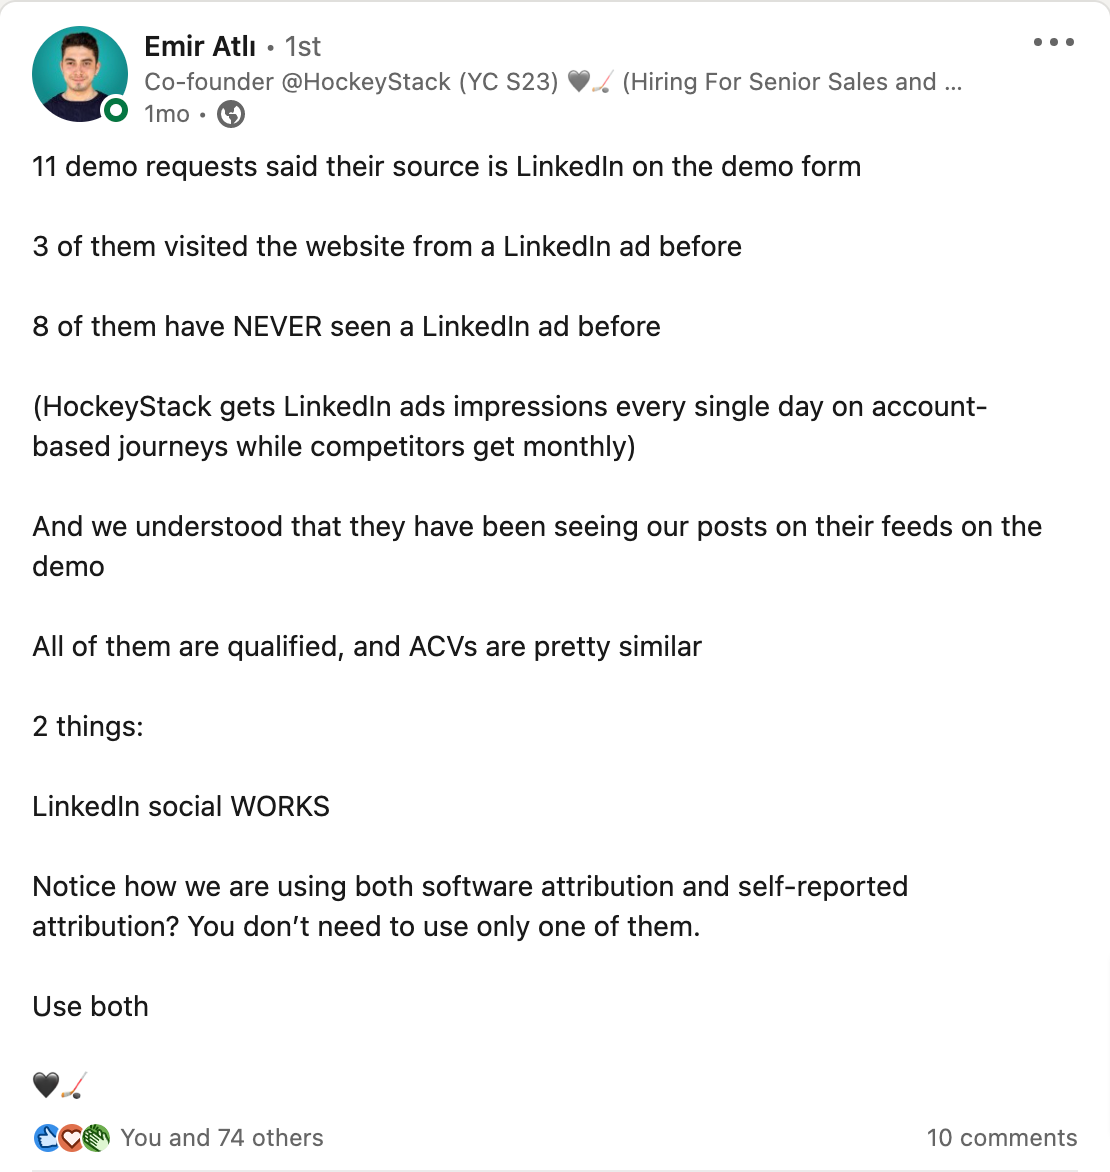 Emir Atlı • 1st
Co-founder @HockeyStack (YC S23) 🖤🏒 (Hiring For Senior Sales and ...
1mo •
11 demo requests said their source is LinkedIn on the demo form
3 of them visited the website from a LinkedIn ad before
8 of them have NEVER seen a LinkedIn ad before
(HockeyStack gets LinkedIn ads impressions every single day on account-
based journeys while competitors get monthly)
And we understood that they have been seeing our posts on their feeds on the
demo
All of them are qualified, and ACVs are pretty similar
2 things:
LinkedIn social WORKS
Notice how we are using both software attribution and self-reported
attribution? You don’t need to use only one of them.
Use both
🖤🏒
You and 74 others
10 comments